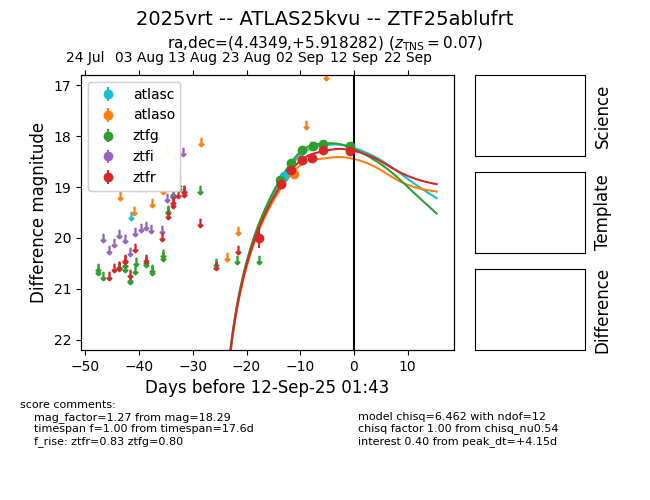 2025vrt -- ATLAS25kvu -- ZTF25ablufrt
ra,dec=(4.4349,+5.918282) (zTNS = 0.07)
24 Jul 03 Aug 13 Aug 23 Aug 02 Sep 12 Sep 22 Sep
17
18
19
20
21
22
Difference magnitude
atlasc
atlaso
ztfg
ztfi
ztfr
−50 −40 −30 −20 −10 0 10
Days before 12-Sep-25 01:43
Science
Template
Difference
score comments:
mag_factor=1.27 from mag=18.29
timespan f=1.00 from timespan=17.6d
f_rise: ztfr=0.83 ztfg=0.80
model chisq=6.462 with ndof=12
chisq factor 1.00 from chisq_nu0.54
interest 0.40 from peak_dt=+4.15d